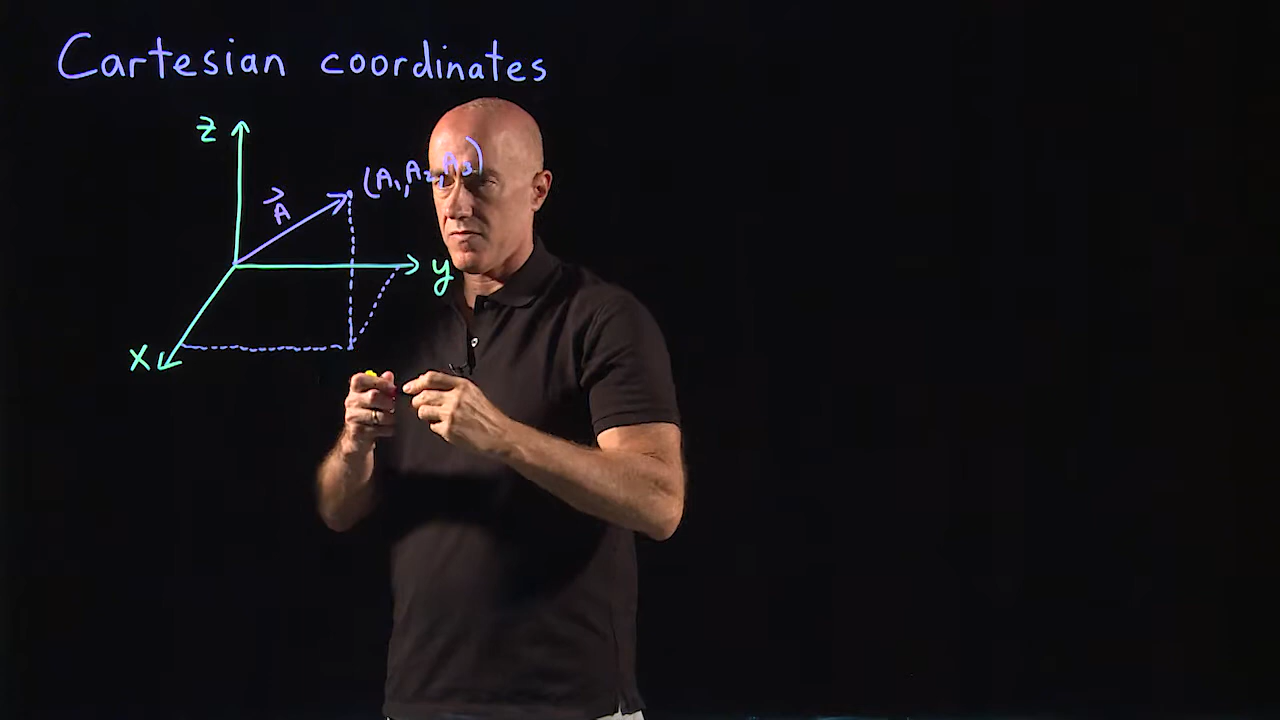 Cartesian coordinates
z
(A₁,A₂,A₃)
A⃗
y
x